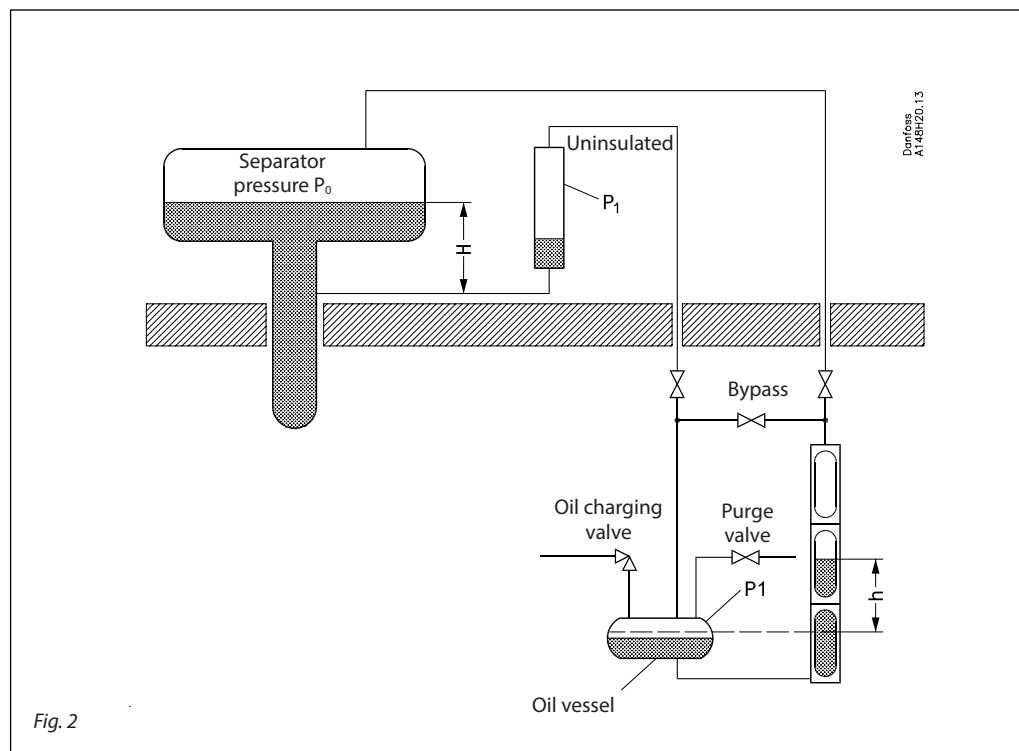 Danfoss
A148H20.13
Separator
pressure P₀
Uninsulated
P₁
H
Bypass
Oil charging
valve
Purge
valve
P1
h
Oil vessel
Fig. 2